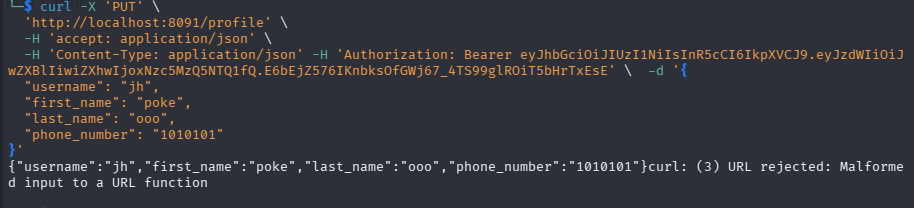 └─$ curl -X 'PUT' \
  'http://localhost:8091/profile' \
  -H 'accept: application/json' \
  -H 'Content-Type: application/json' -H 'Authorization: Bearer eyJhbGciOiJIUzI1NiIsInR5cCI6IkpXVCJ9.eyJzdWIiOiJ
wZXBlIiwiZXhwIjoxNzc5MzQ5NTQ1fQ.E6bEjZ576IKnbksOfGWj67_4TS99glROiT5bHrTxEsE' \  -d '{
  "username": "jh",
  "first_name": "poke",
  "last_name": "ooo",
  "phone_number": "1010101"
}'
{"username":"jh","first_name":"poke","last_name":"ooo","phone_number":"1010101"}curl: (3) URL rejected: Malforme
d input to a URL function